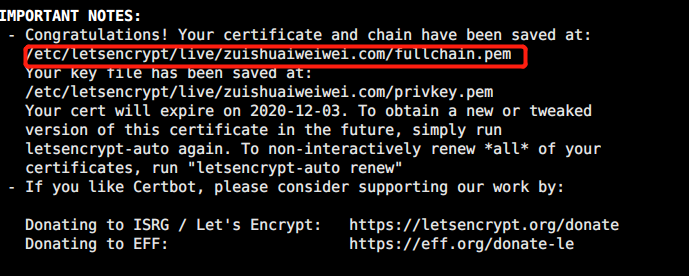 IMPORTANT NOTES:
- Congratulations! Your certificate and chain have been saved at:
/etc/letsencrypt/live/zuishuaiweiwei.com/fullchain.pem
Your key file has been saved at:
/etc/letsencrypt/live/zuishuaiweiwei.com/privkey.pem
Your cert will expire on 2020-12-03. To obtain a new or tweaked
version of this certificate in the future, simply run
letsencrypt-auto again. To non-interactively renew *all* of your
certificates, run "letsencrypt-auto renew"
- If you like Certbot, please consider supporting our work by:
Donating to ISRG / Let's Encrypt:   https://letsencrypt.org/donate
Donating to EFF:                    https://eff.org/donate-le